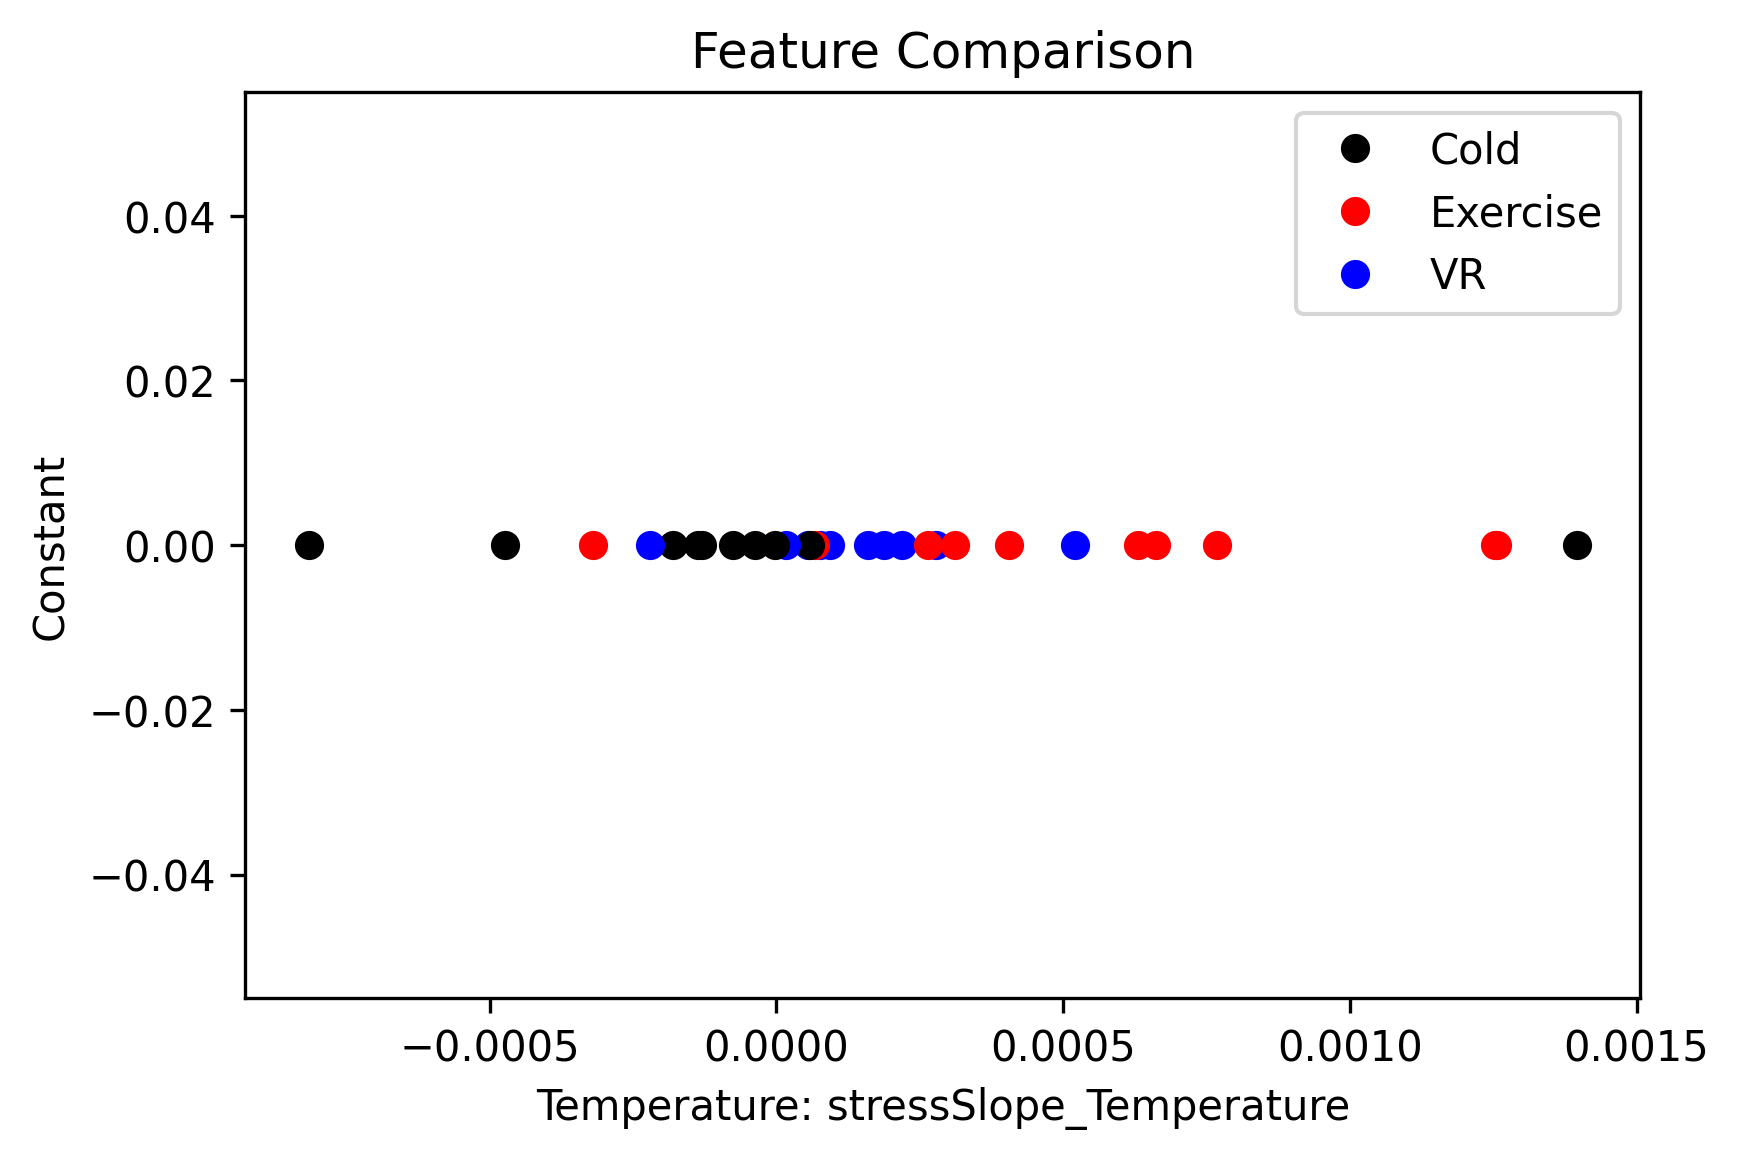 Feature Comparison
Cold
Exercise
VR
0.04
0.02
0.00
−0.02
−0.04
Constant
−0.0005
0.0000
0.0005
0.0010
0.0015
Temperature: stressSlope_Temperature